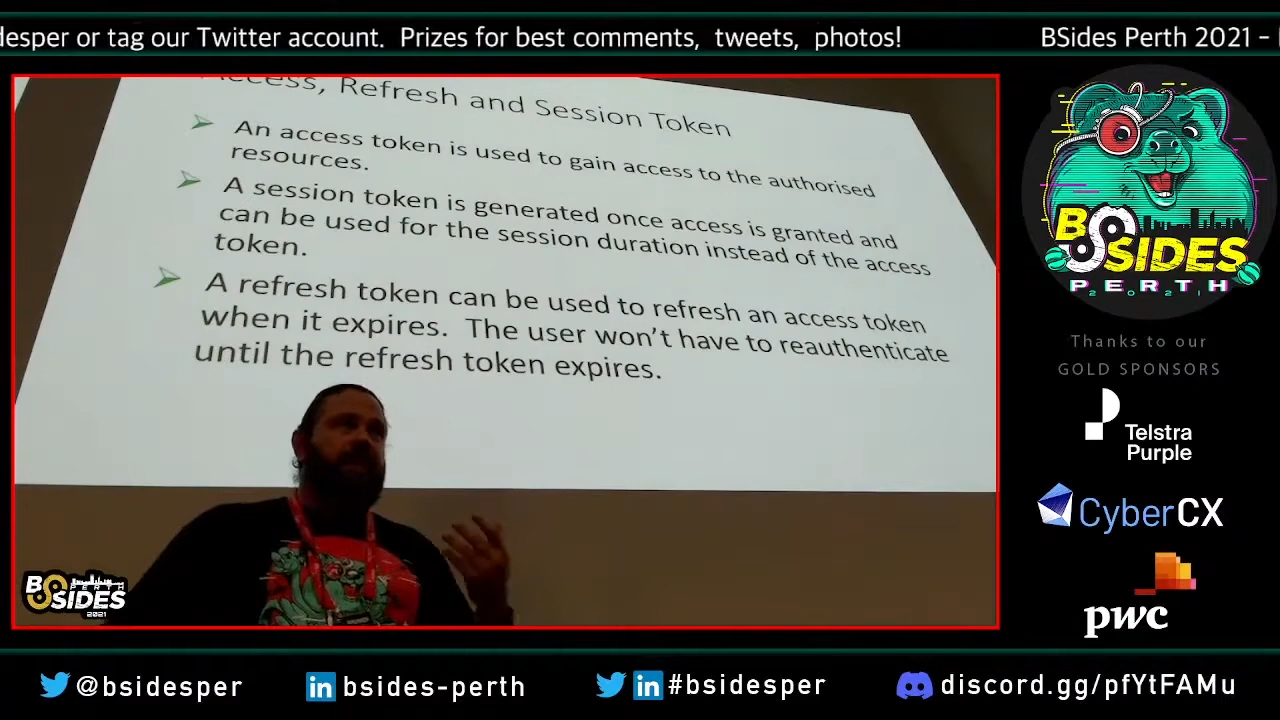 desper or tag our Twitter account. Prizes for best comments, tweets, photos!
BSides Perth 2021 -
Access, Refresh and Session Token
An access token is used to gain access to the authorised
resources.
A session token is generated once access is granted and
can be used for the session duration instead of the access
token.
A refresh token can be used to refresh an access token
when it expires. The user won't have to reauthenticate
until the refresh token expires.
BSIDES
PERTH
2021
Thanks to our
GOLD SPONSORS
Telstra
Purple
CyberCX
pwc
BSIDES
PERTH
2021
@bsidesper
in bsides-perth
in #bsidesper
discord.gg/pfYtFAMu